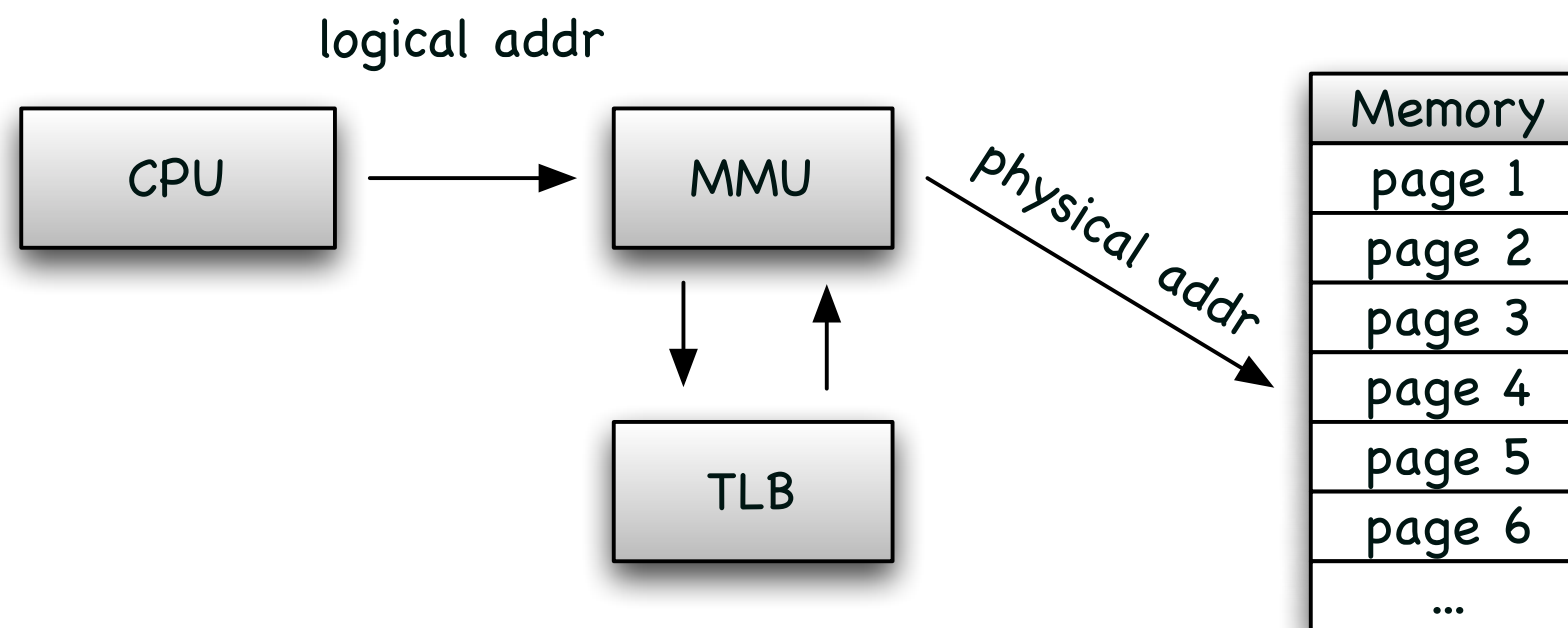 logical addr
CPU
MMU
TLB
physical addr
Memory
page 1
page 2
page 3
page 4
page 5
page 6
...